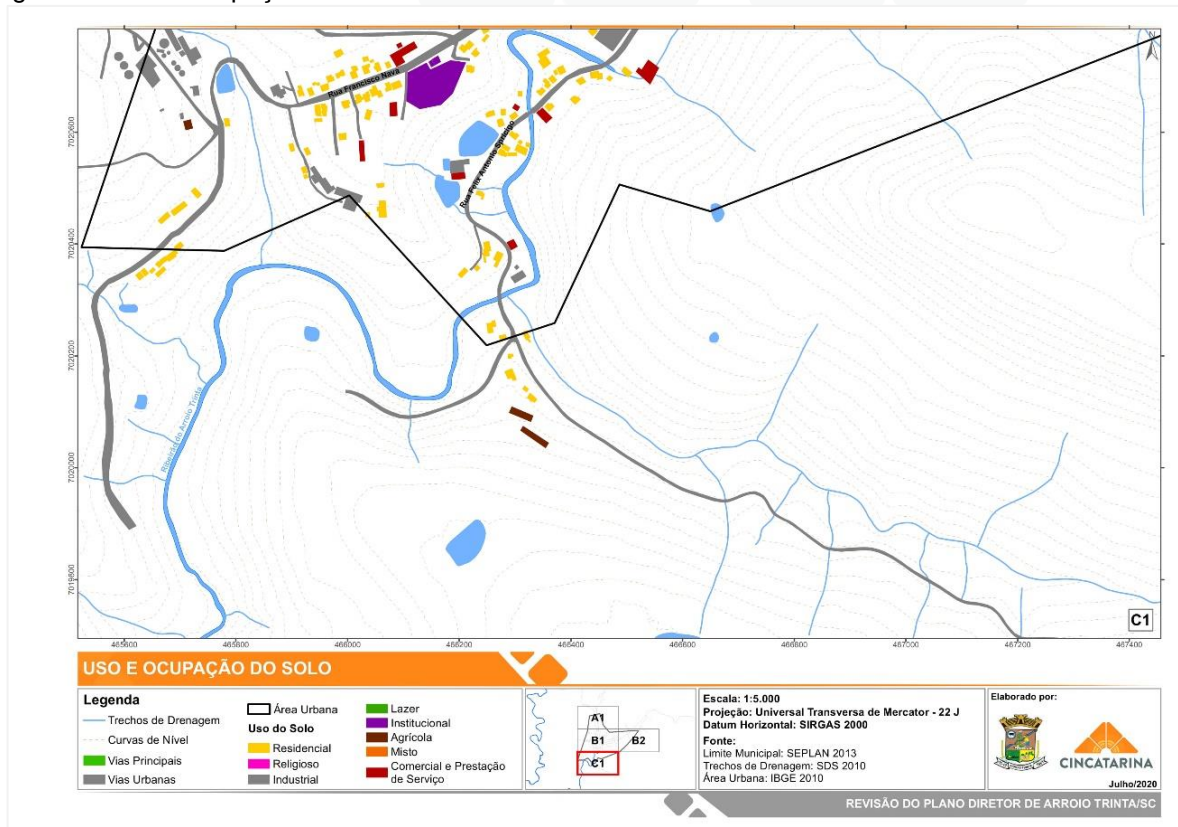 Rua Francisco Nava
Rua Felix Antonio
Ribeirão do Arroio Trinta
7020600
7020400
7020200
7020000
7019800
465600
465800
466000
466200
466400
466600
466800
467000
467200
467400
C1
USO E OCUPAÇÃO DO SOLO
Legenda
Trechos de Drenagem
Curvas de Nível
Vias Principais
Vias Urbanas
Área Urbana
Uso do Solo
Residencial
Religioso
Industrial
Lazer
Institucional
Agrícola
Misto
Comercial e Prestação
de Serviço
A1
B1
B2
C1
Escala: 1:5.000
Projeção: Universal Transversa de Mercator - 22 J
Datum Horizontal: SIRGAS 2000
Fonte:
Limite Municipal: SEPLAN 2013
Trechos de Drenagem: SDS 2010
Área Urbana: IBGE 2010
Elaborado por:
CINCATARINA
Julho/2020
REVISÃO DO PLANO DIRETOR DE ARROIO TRINTA/SC